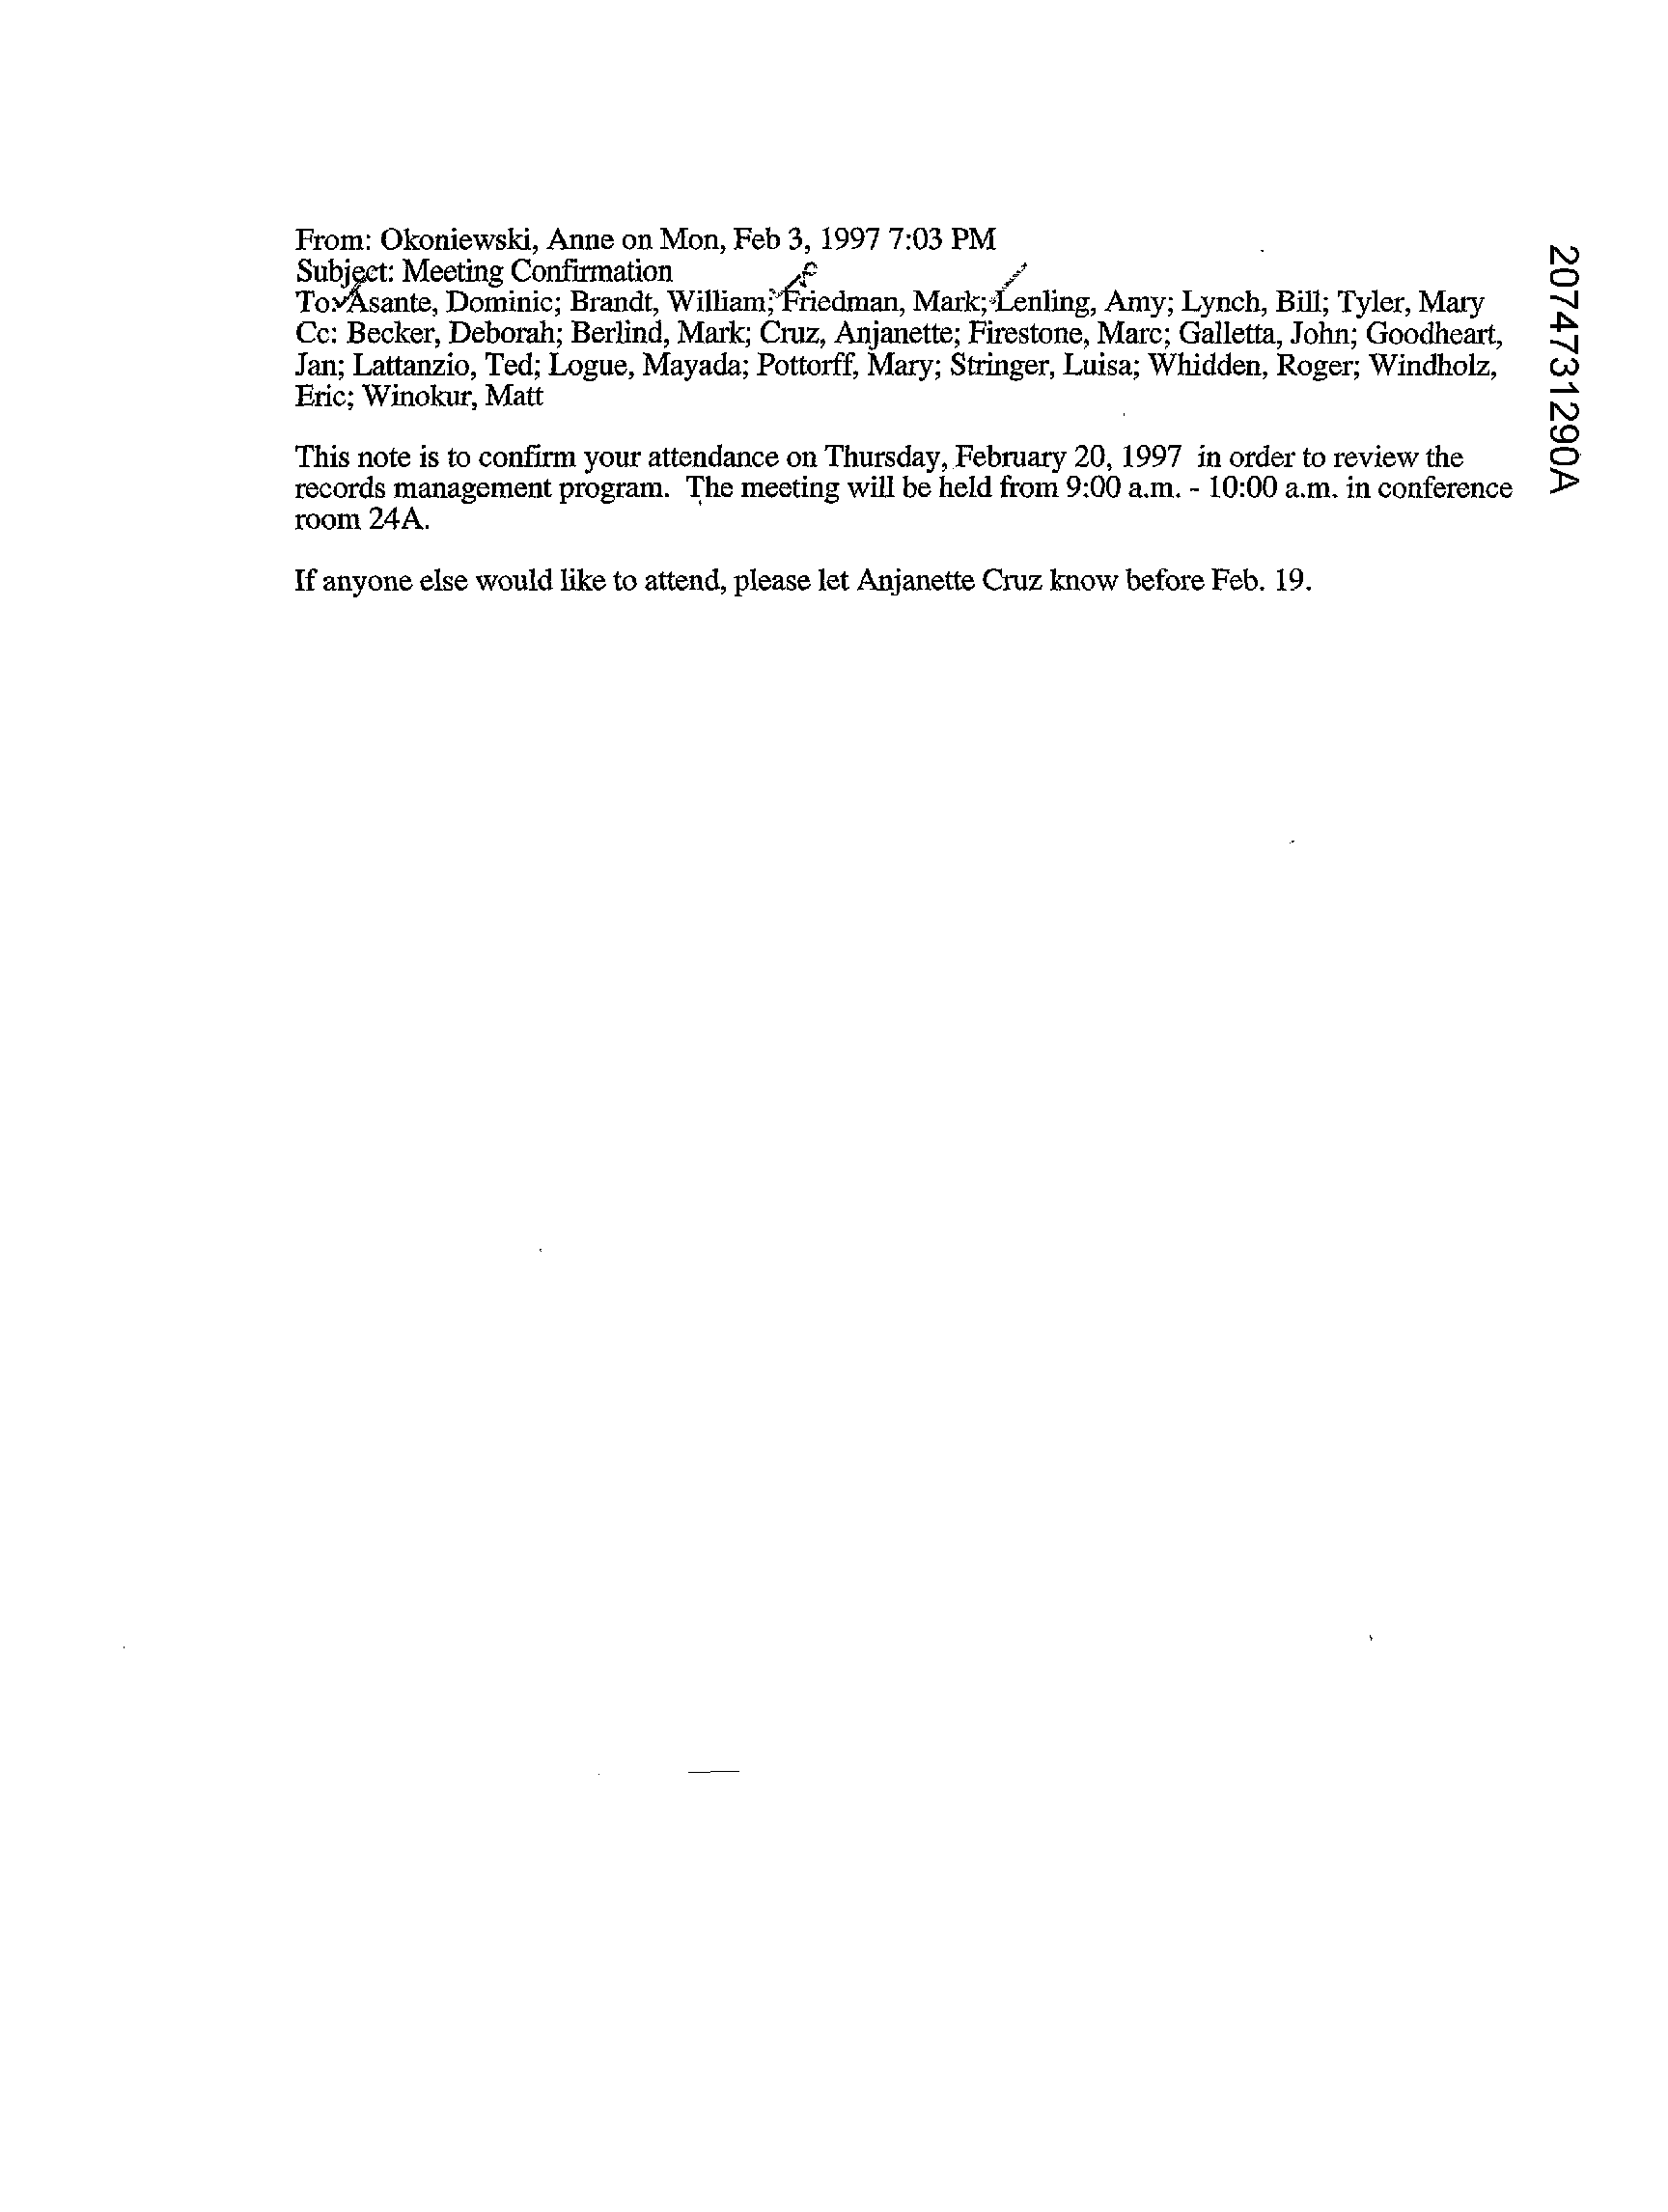 From: Okoniewski, Anne on Mon, Feb 3, 1997 7:03 PM
Subject: Meeting Confirmation
To: Asante, Dominic; Brandt, William; Friedman, Mark; Lenling, Amy; Lynch, Bill; Tyler, Mary
Cc: Becker, Deborah; Berlind, Mark; Cruz, Anjanette; Firestone, Marc; Galletta, John; Goodheart,
Jan; Lattanzio, Ted; Logue, Mayada; Pottorff, Mary; Stringer, Luisa; Whidden, Roger; Windholz,
Eric; Winokur, Matt
This note is to confirm your attendance on Thursday, February 20, 1997 in order to review the
records management program. The meeting will be held from 9:00 a.m. - 10:00 a.m. in conference
room 24A.
If anyone else would like to attend, please let Anjanette Cruz know before Feb. 19.
2074731290A